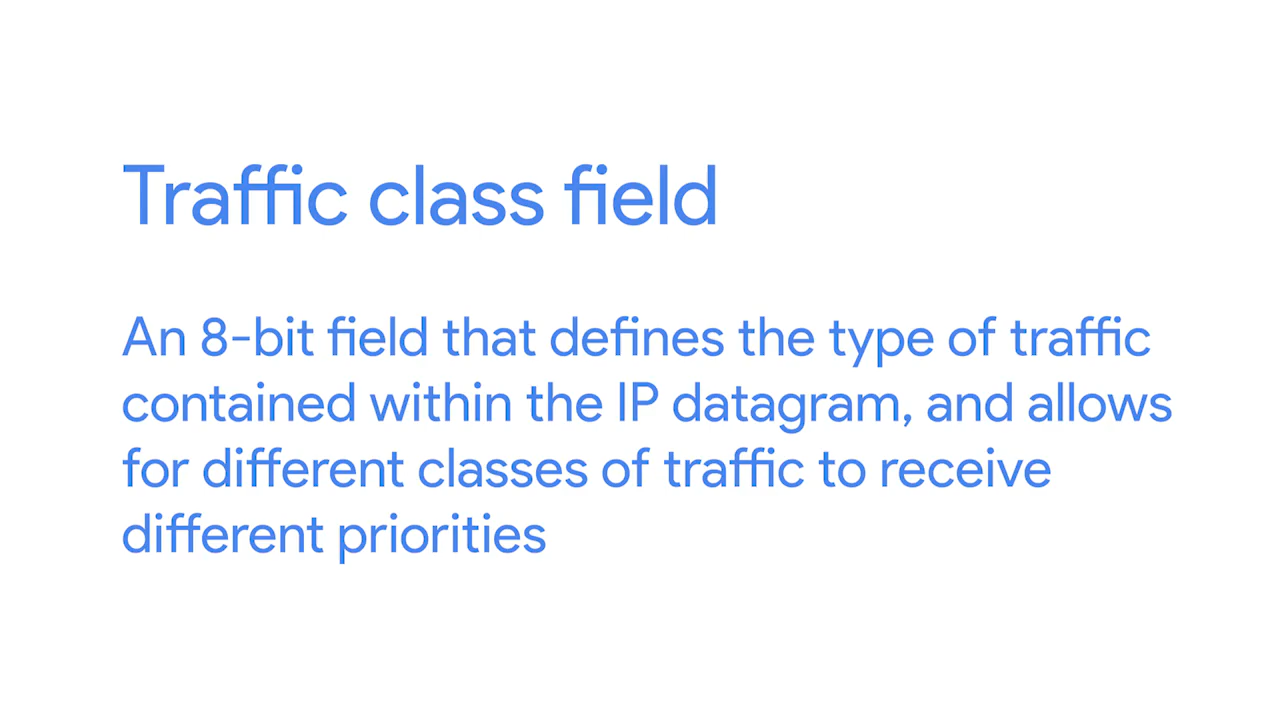 Traffic class field
An 8-bit field that defines the type of traffic
contained within the IP datagram, and allows
for different classes of traffic to receive
different priorities